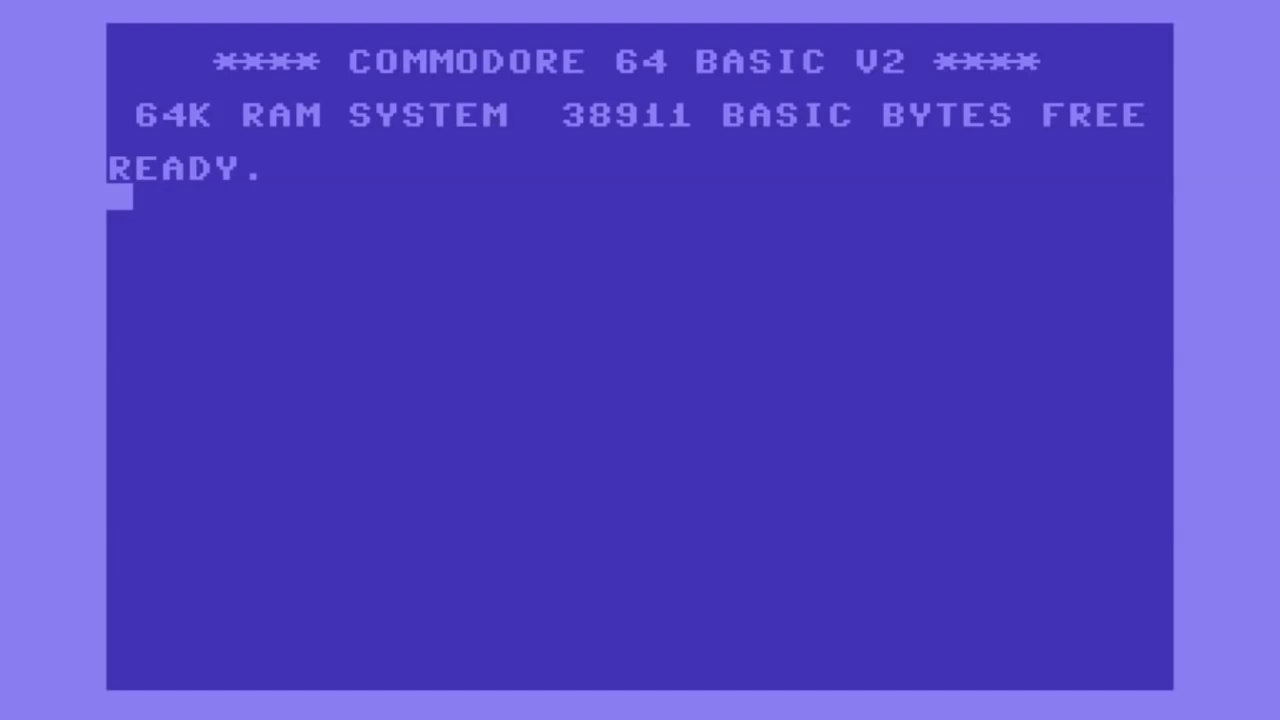 **** COMMODORE 64 BASIC V2 ****
64K RAM SYSTEM  38911 BASIC BYTES FREE
READY.